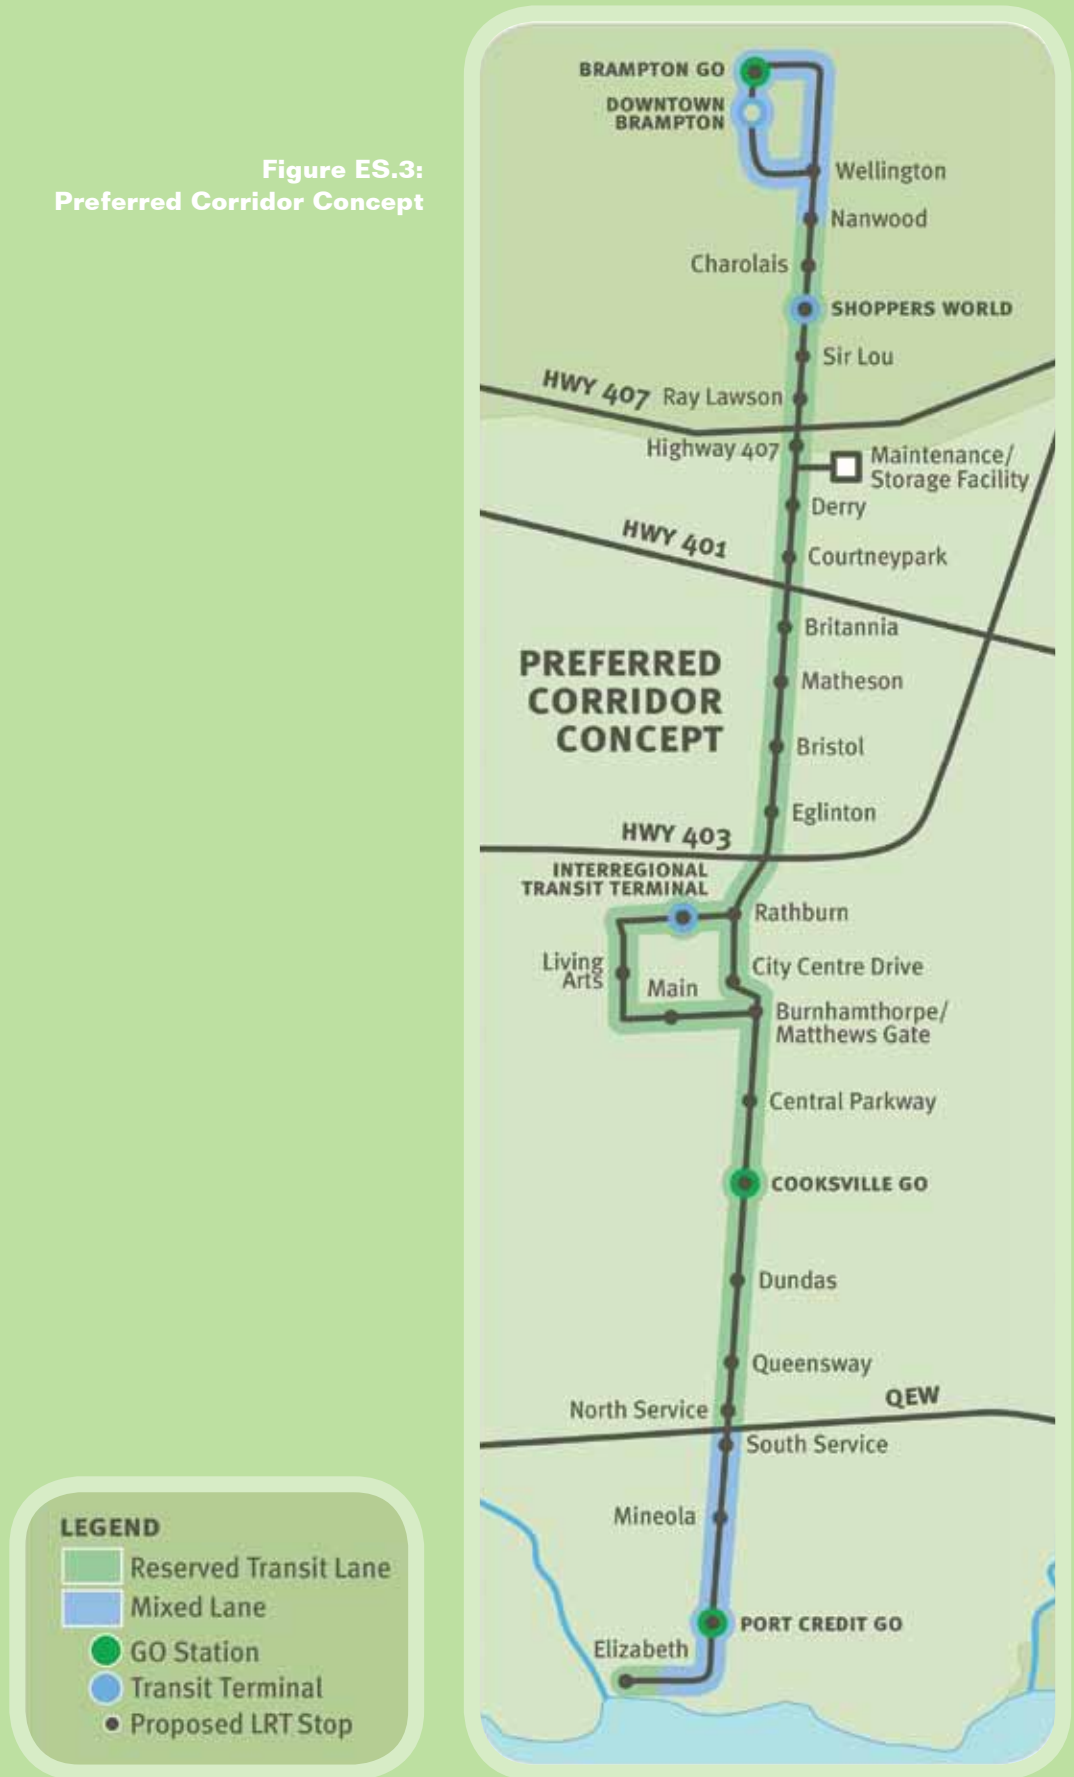 Figure ES.3:
Preferred Corridor Concept
BRAMPTON GO
DOWNTOWN
BRAMPTON
Wellington
Nanwood
Charolais
SHOPPERS WORLD
Sir Lou
HWY 407
Ray Lawson
Highway 407
Maintenance/
Storage Facility
Derry
HWY 401
Courtneypark
Britannia
PREFERRED
CORRIDOR
CONCEPT
Matheson
Bristol
Eglinton
HWY 403
INTERREGIONAL
TRANSIT TERMINAL
Rathburn
Living
Arts
City Centre Drive
Main
Burnhamthorpe/
Matthews Gate
Central Parkway
COOKSVILLE GO
Dundas
Queensway
QEW
North Service
South Service
Mineola
PORT CREDIT GO
Elizabeth
LEGEND
Reserved Transit Lane
Mixed Lane
GO Station
Transit Terminal
Proposed LRT Stop